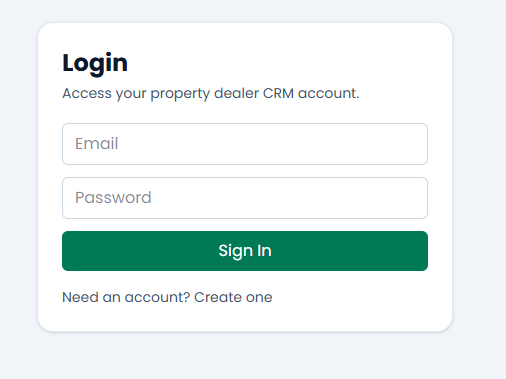 Login
Access your property dealer CRM account.
Email
Password
Sign In
Need an account? Create one